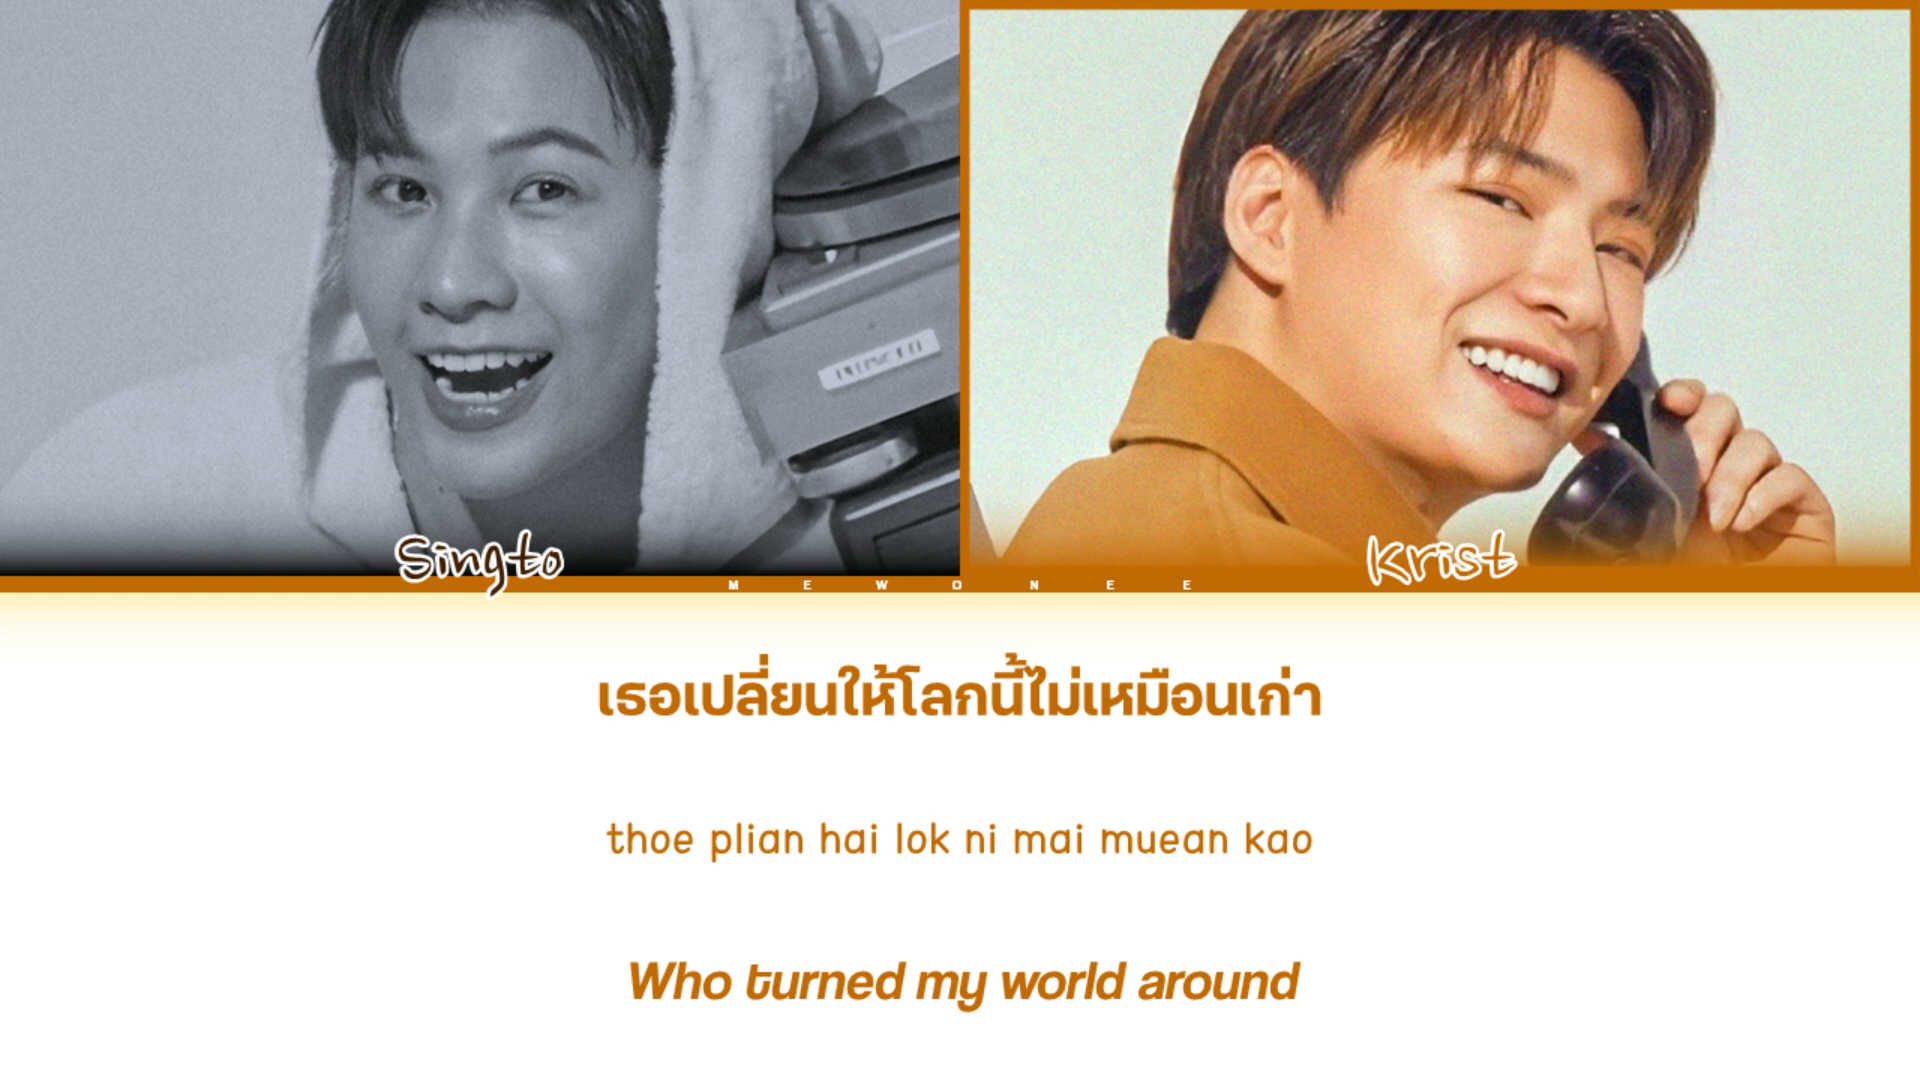 Singto
Krist
MEWONEE
เธอเปลี่ยนให้โลกนี้ไม่เหมือนเก่า
thoe plian hai lok ni mai muean kao
Who turned my world around